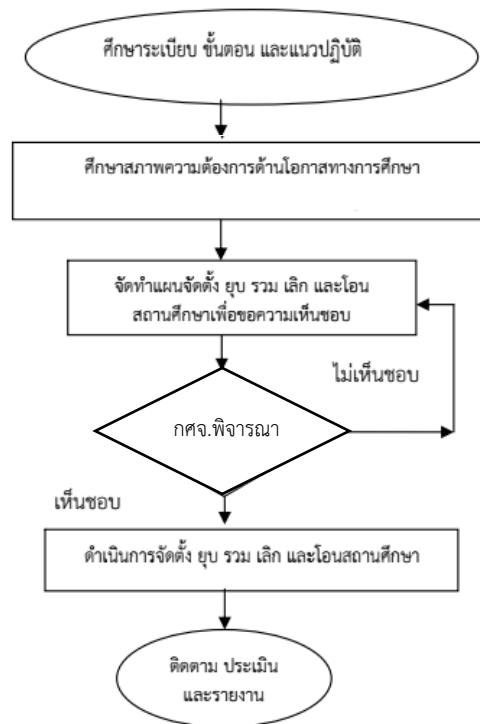 ศึกษาระเบียบ ขั้นตอน และแนวปฏิบัติ
ศึกษาสภาพความต้องการด้านโอกาสทางการศึกษา
จัดทำแผนจัดตั้ง ยุบ รวม เลิก และโอน
สถานศึกษาเพื่อขอความเห็นชอบ
ไม่เห็นชอบ
กศจ.พิจารณา
เห็นชอบ
ดำเนินการจัดตั้ง ยุบ รวม เลิก และโอนสถานศึกษา
ติดตาม ประเมิน
และรายงาน